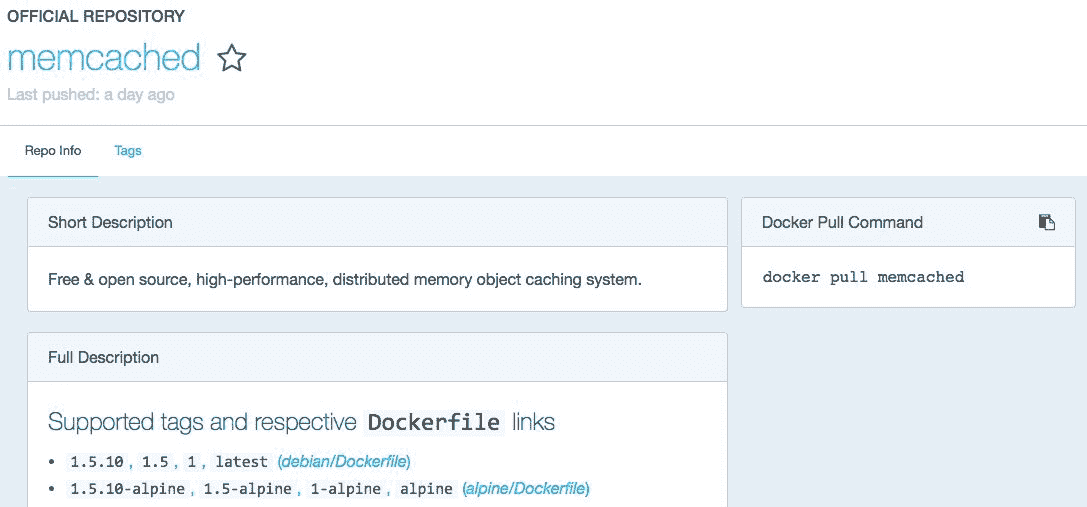 OFFICIAL REPOSITORY
memcached
Last pushed: a day ago
Repo Info
Tags
Short Description
Free & open source, high-performance, distributed memory object caching system.
Docker Pull Command
docker pull memcached
Full Description
Supported tags and respective Dockerfile links
• 1.5.10, 1.5, 1, latest (debian/Dockerfile)
• 1.5.10-alpine, 1.5-alpine, 1-alpine, alpine (alpine/Dockerfile)